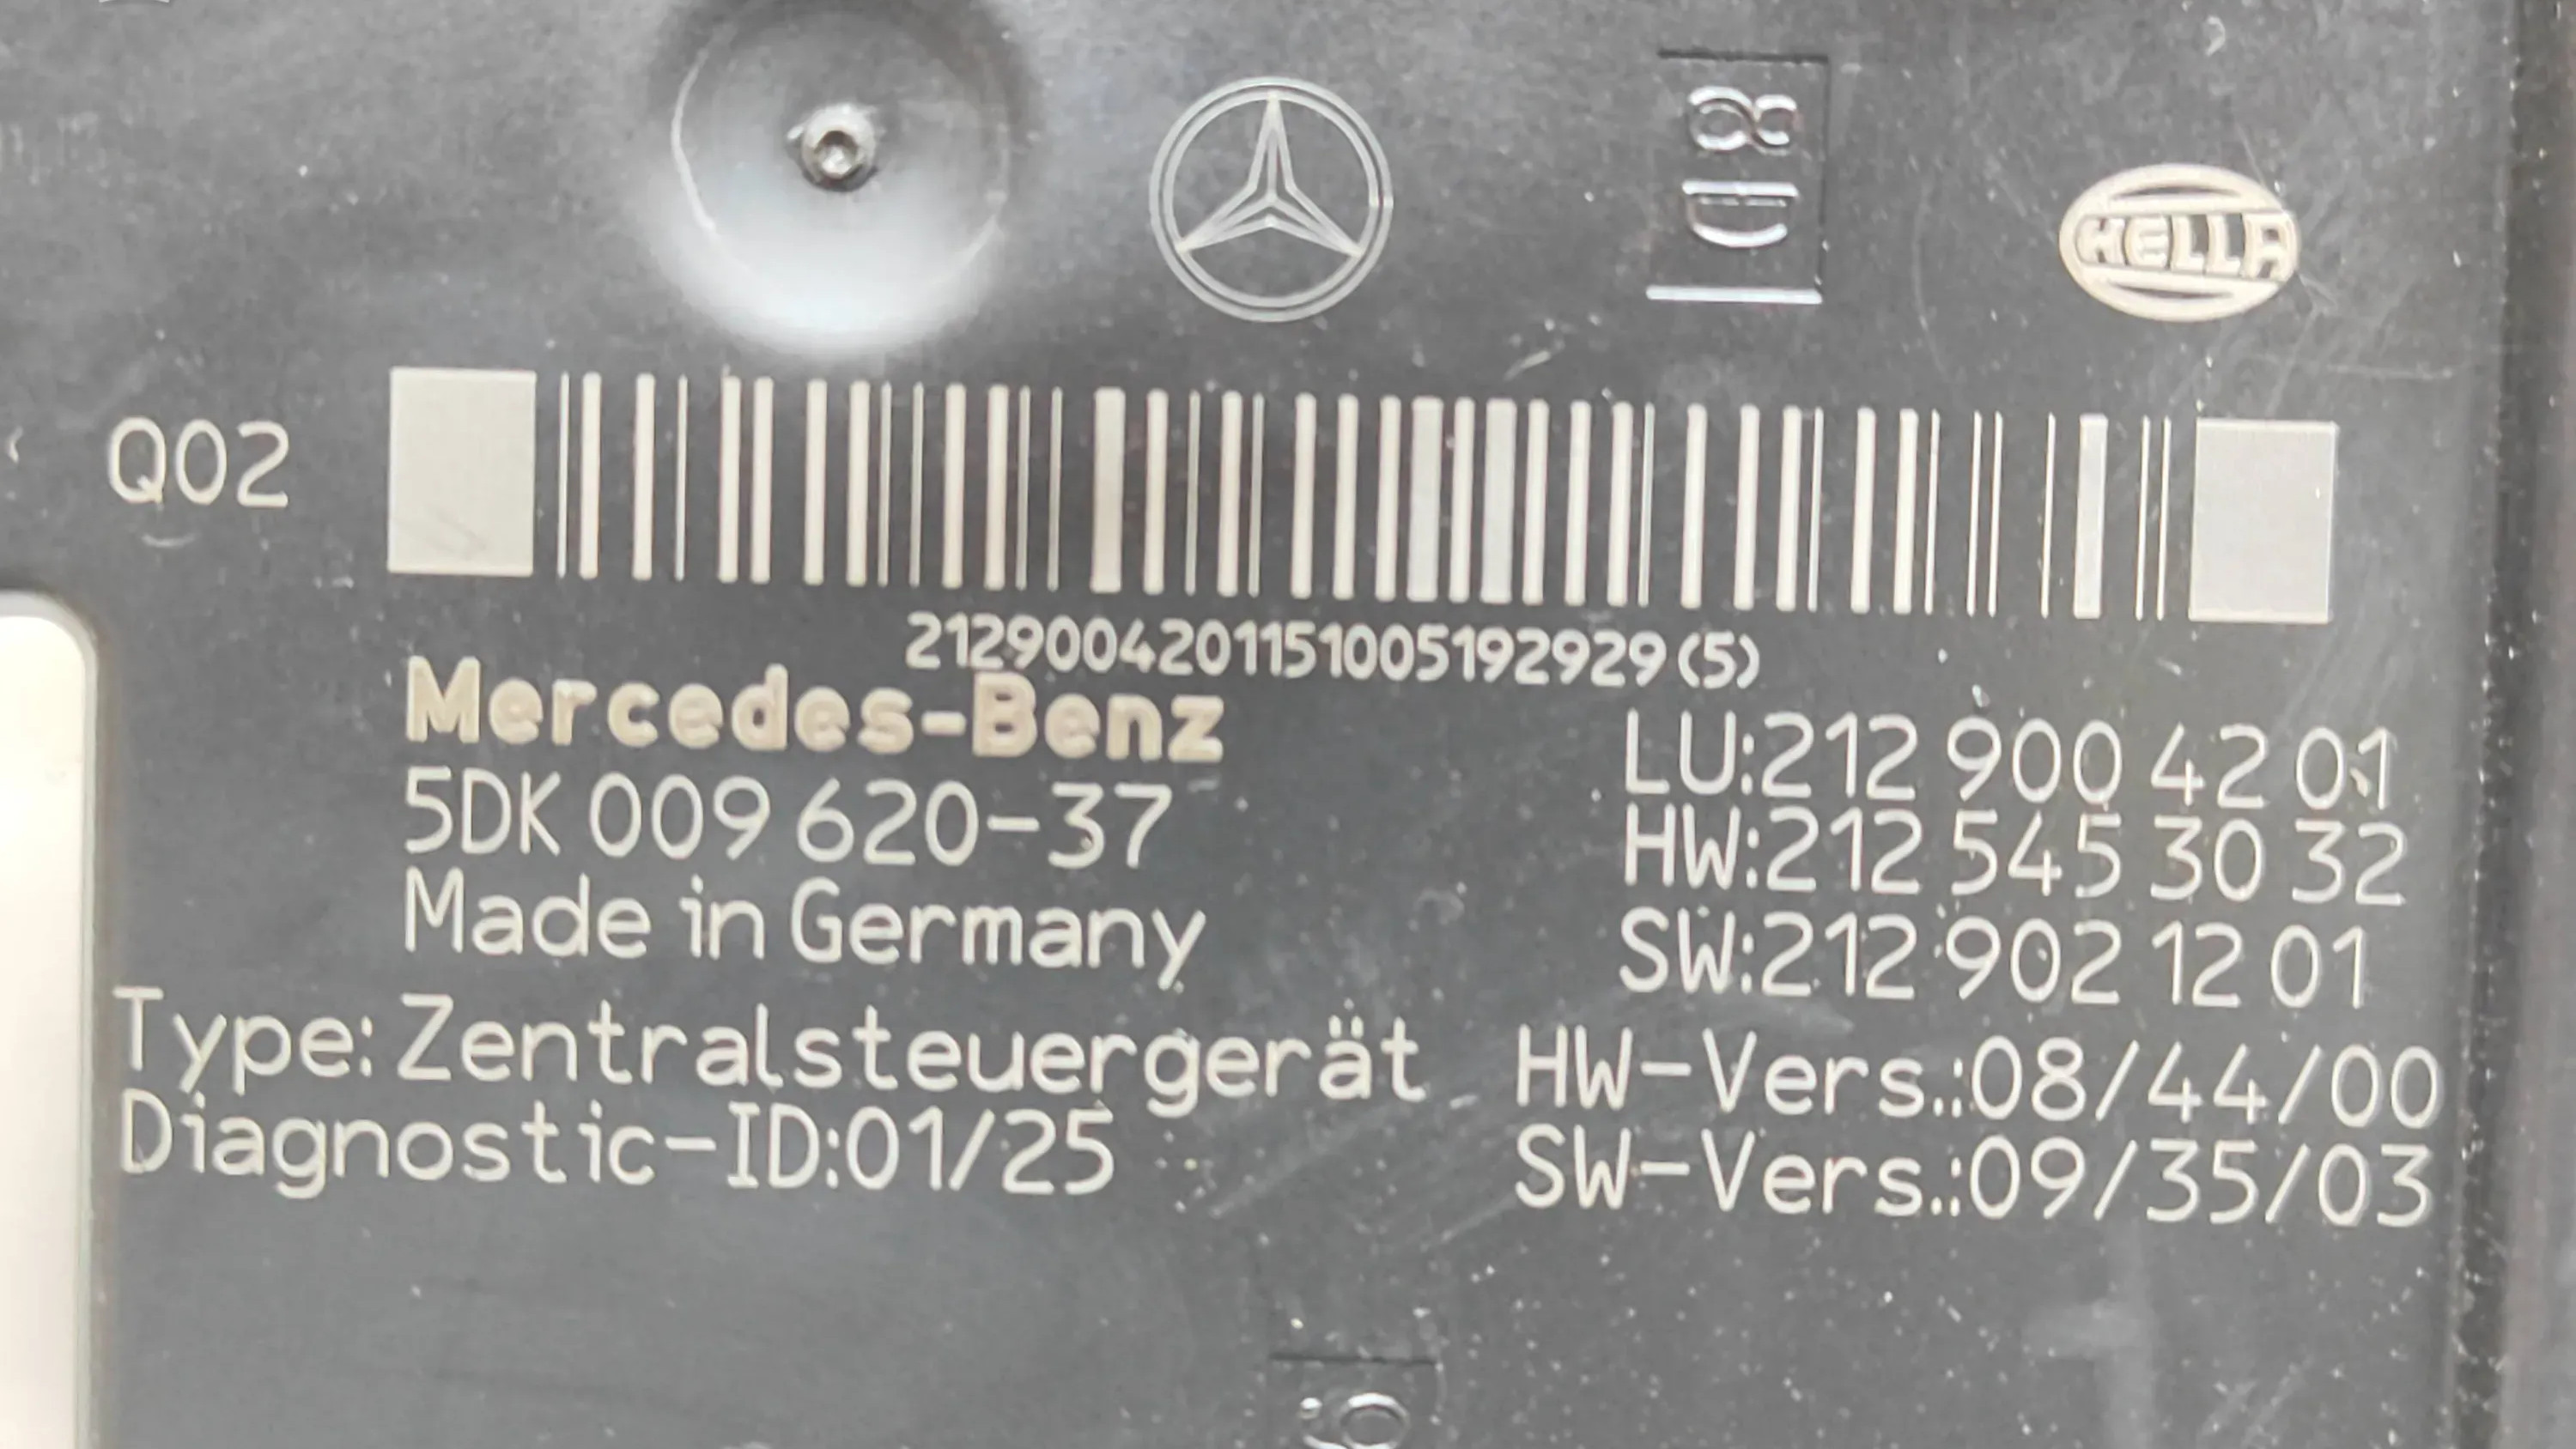 D18
HELLA
Q02
2129004201151005192929(5)
Mercedes-Benz
5DK 009 620-37
Made in Germany
LU:212 900 42 01
HW:212 545 30 32
SW:212 902 12 01
Type: Zentralsteuergerät
Diagnostic-ID:01/25
HW-Vers.:08/44/00
SW-Vers.:09/35/03